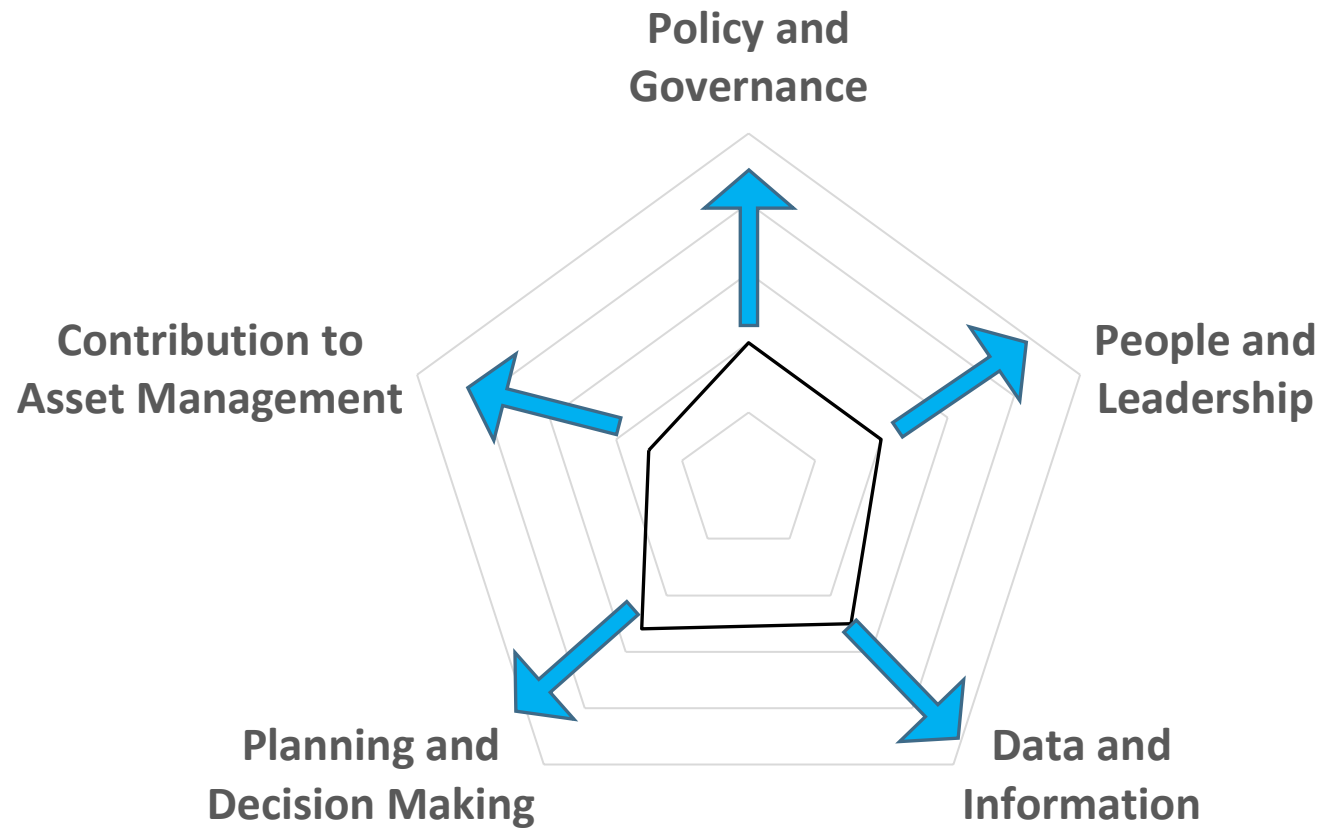 Policy and
Governance
People and
Leadership
Data and
Information
Planning and
Decision Making
Contribution to
Asset Management